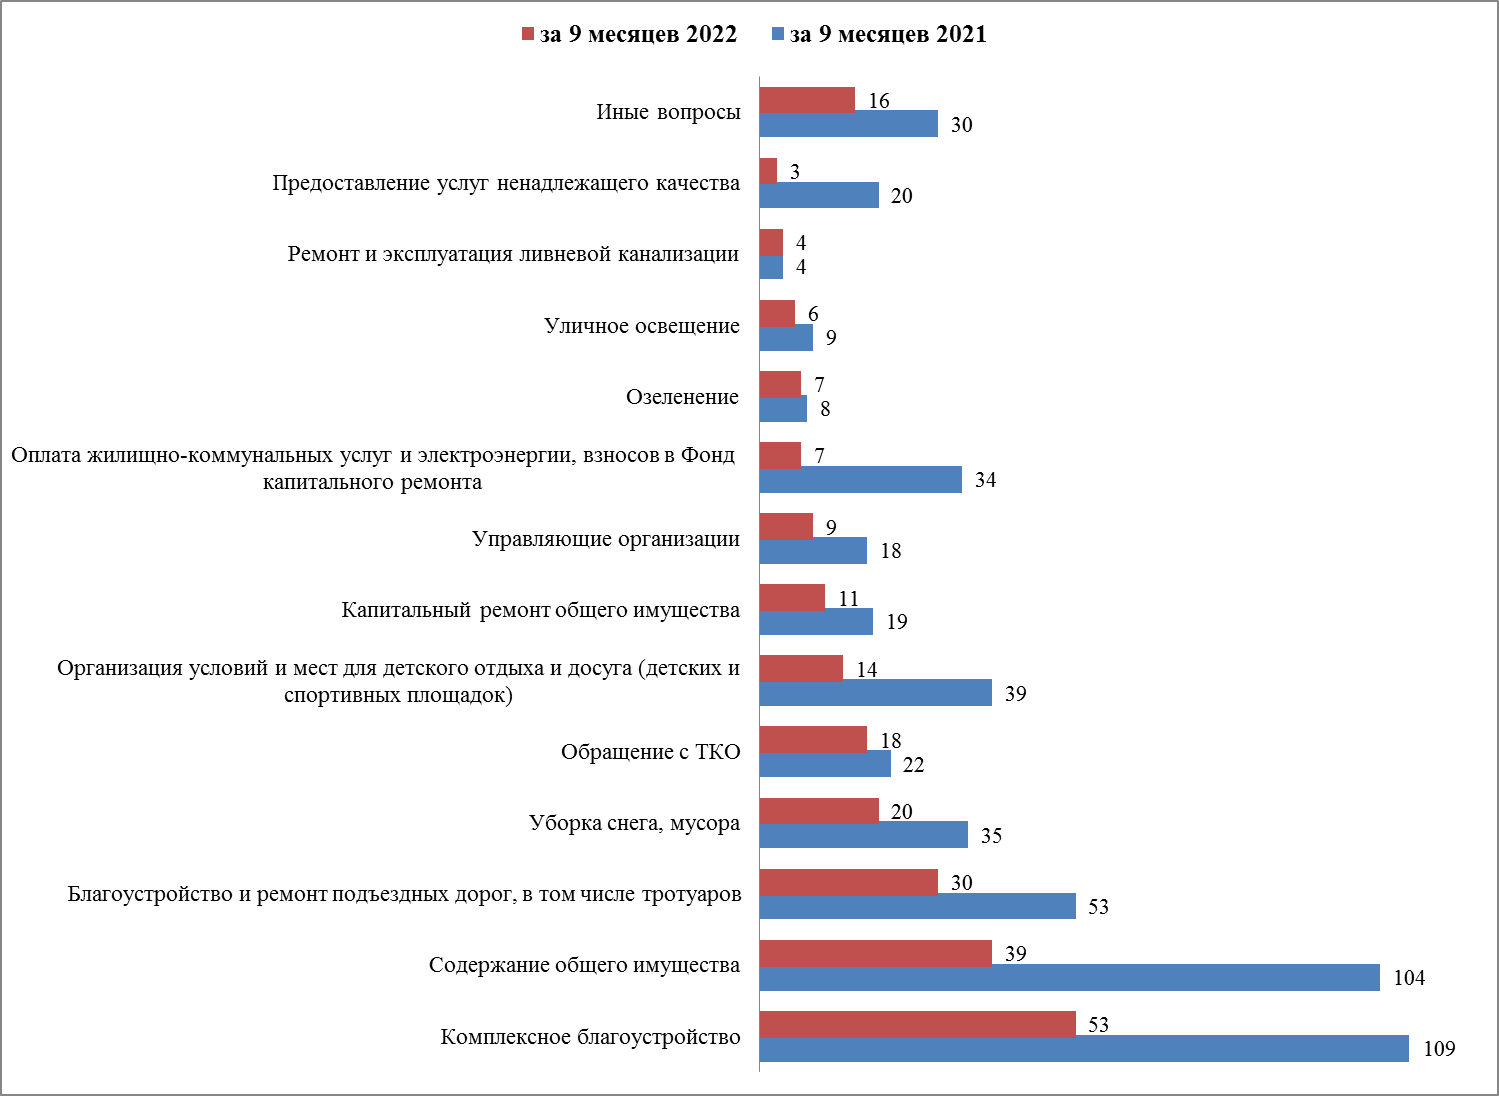 за 9 месяцев 2022 за 9 месяцев 2021
Иные вопросы
16
30
Предоставление услуг ненадлежащего качества
3
20
Ремонт и эксплуатация ливневой канализации
4
4
Уличное освещение
6
9
Озеленение
7
8
Оплата жилищно-коммунальных услуг и электроэнергии, взносов в Фонд
капитального ремонта
7
34
Управляющие организации
9
18
Капитальный ремонт общего имущества
11
19
Организация условий и мест для детского отдыха и досуга (детских и
спортивных площадок)
14
39
Обращение с ТКО
18
22
Уборка снега, мусора
20
35
Благоустройство и ремонт подъездных дорог, в том числе тротуаров
30
53
Содержание общего имущества
39
104
Комплексное благоустройство
53
109